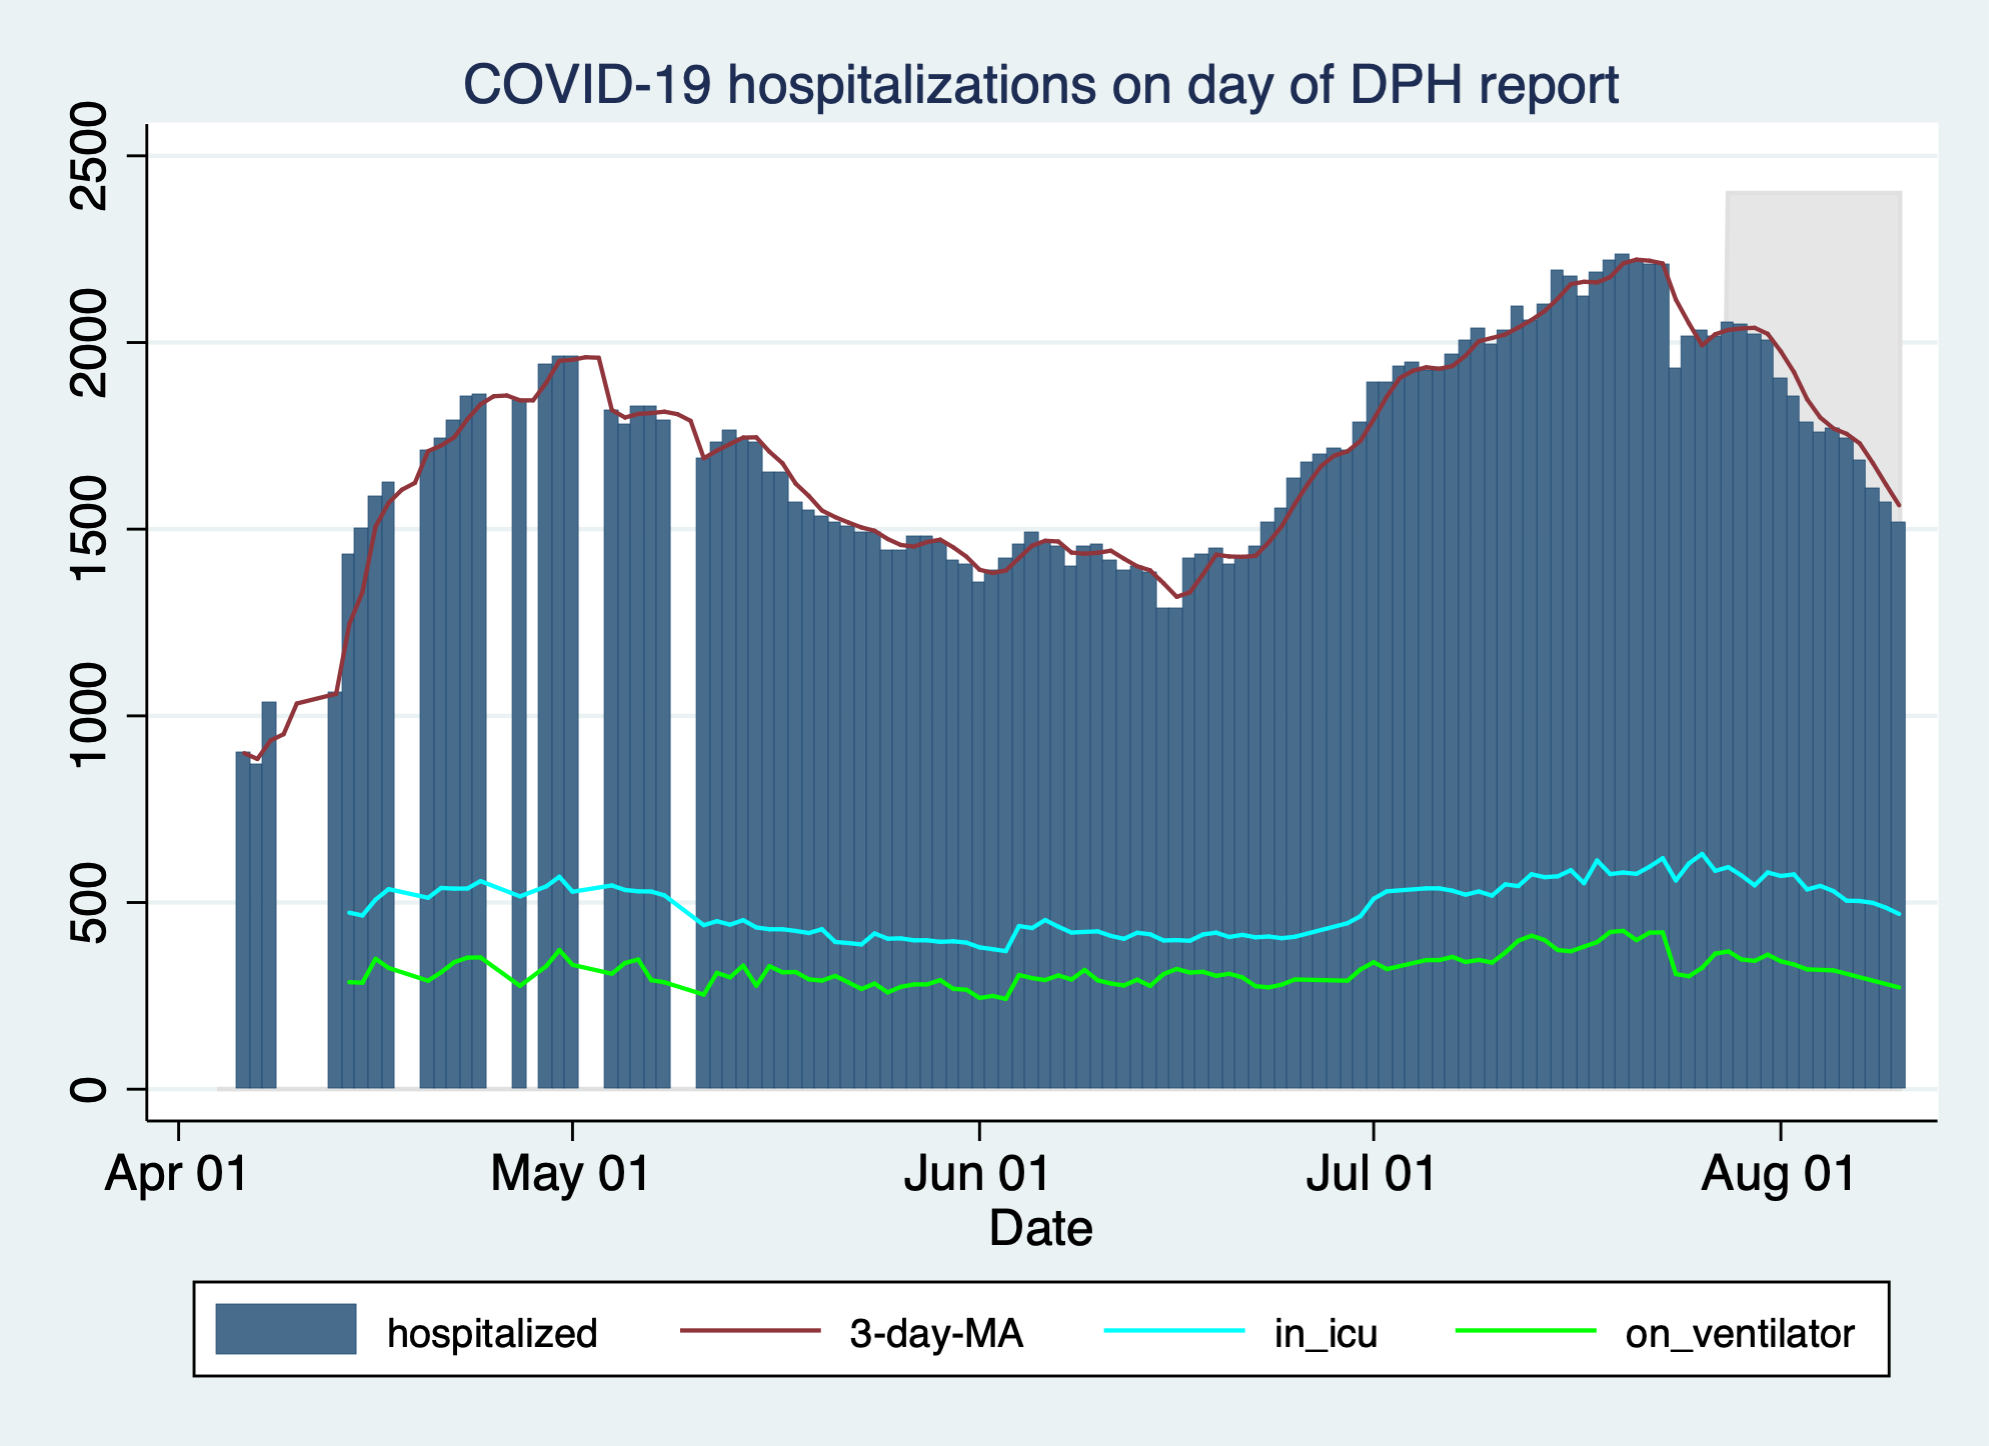 COVID-19 hospitalizations on day of DPH report
2500
2000
1500
1000
500
0
Apr 01 May 01 Jun 01 Jul 01 Aug 01
Date
hospitalized 3-day-MA in_icu on_ventilator